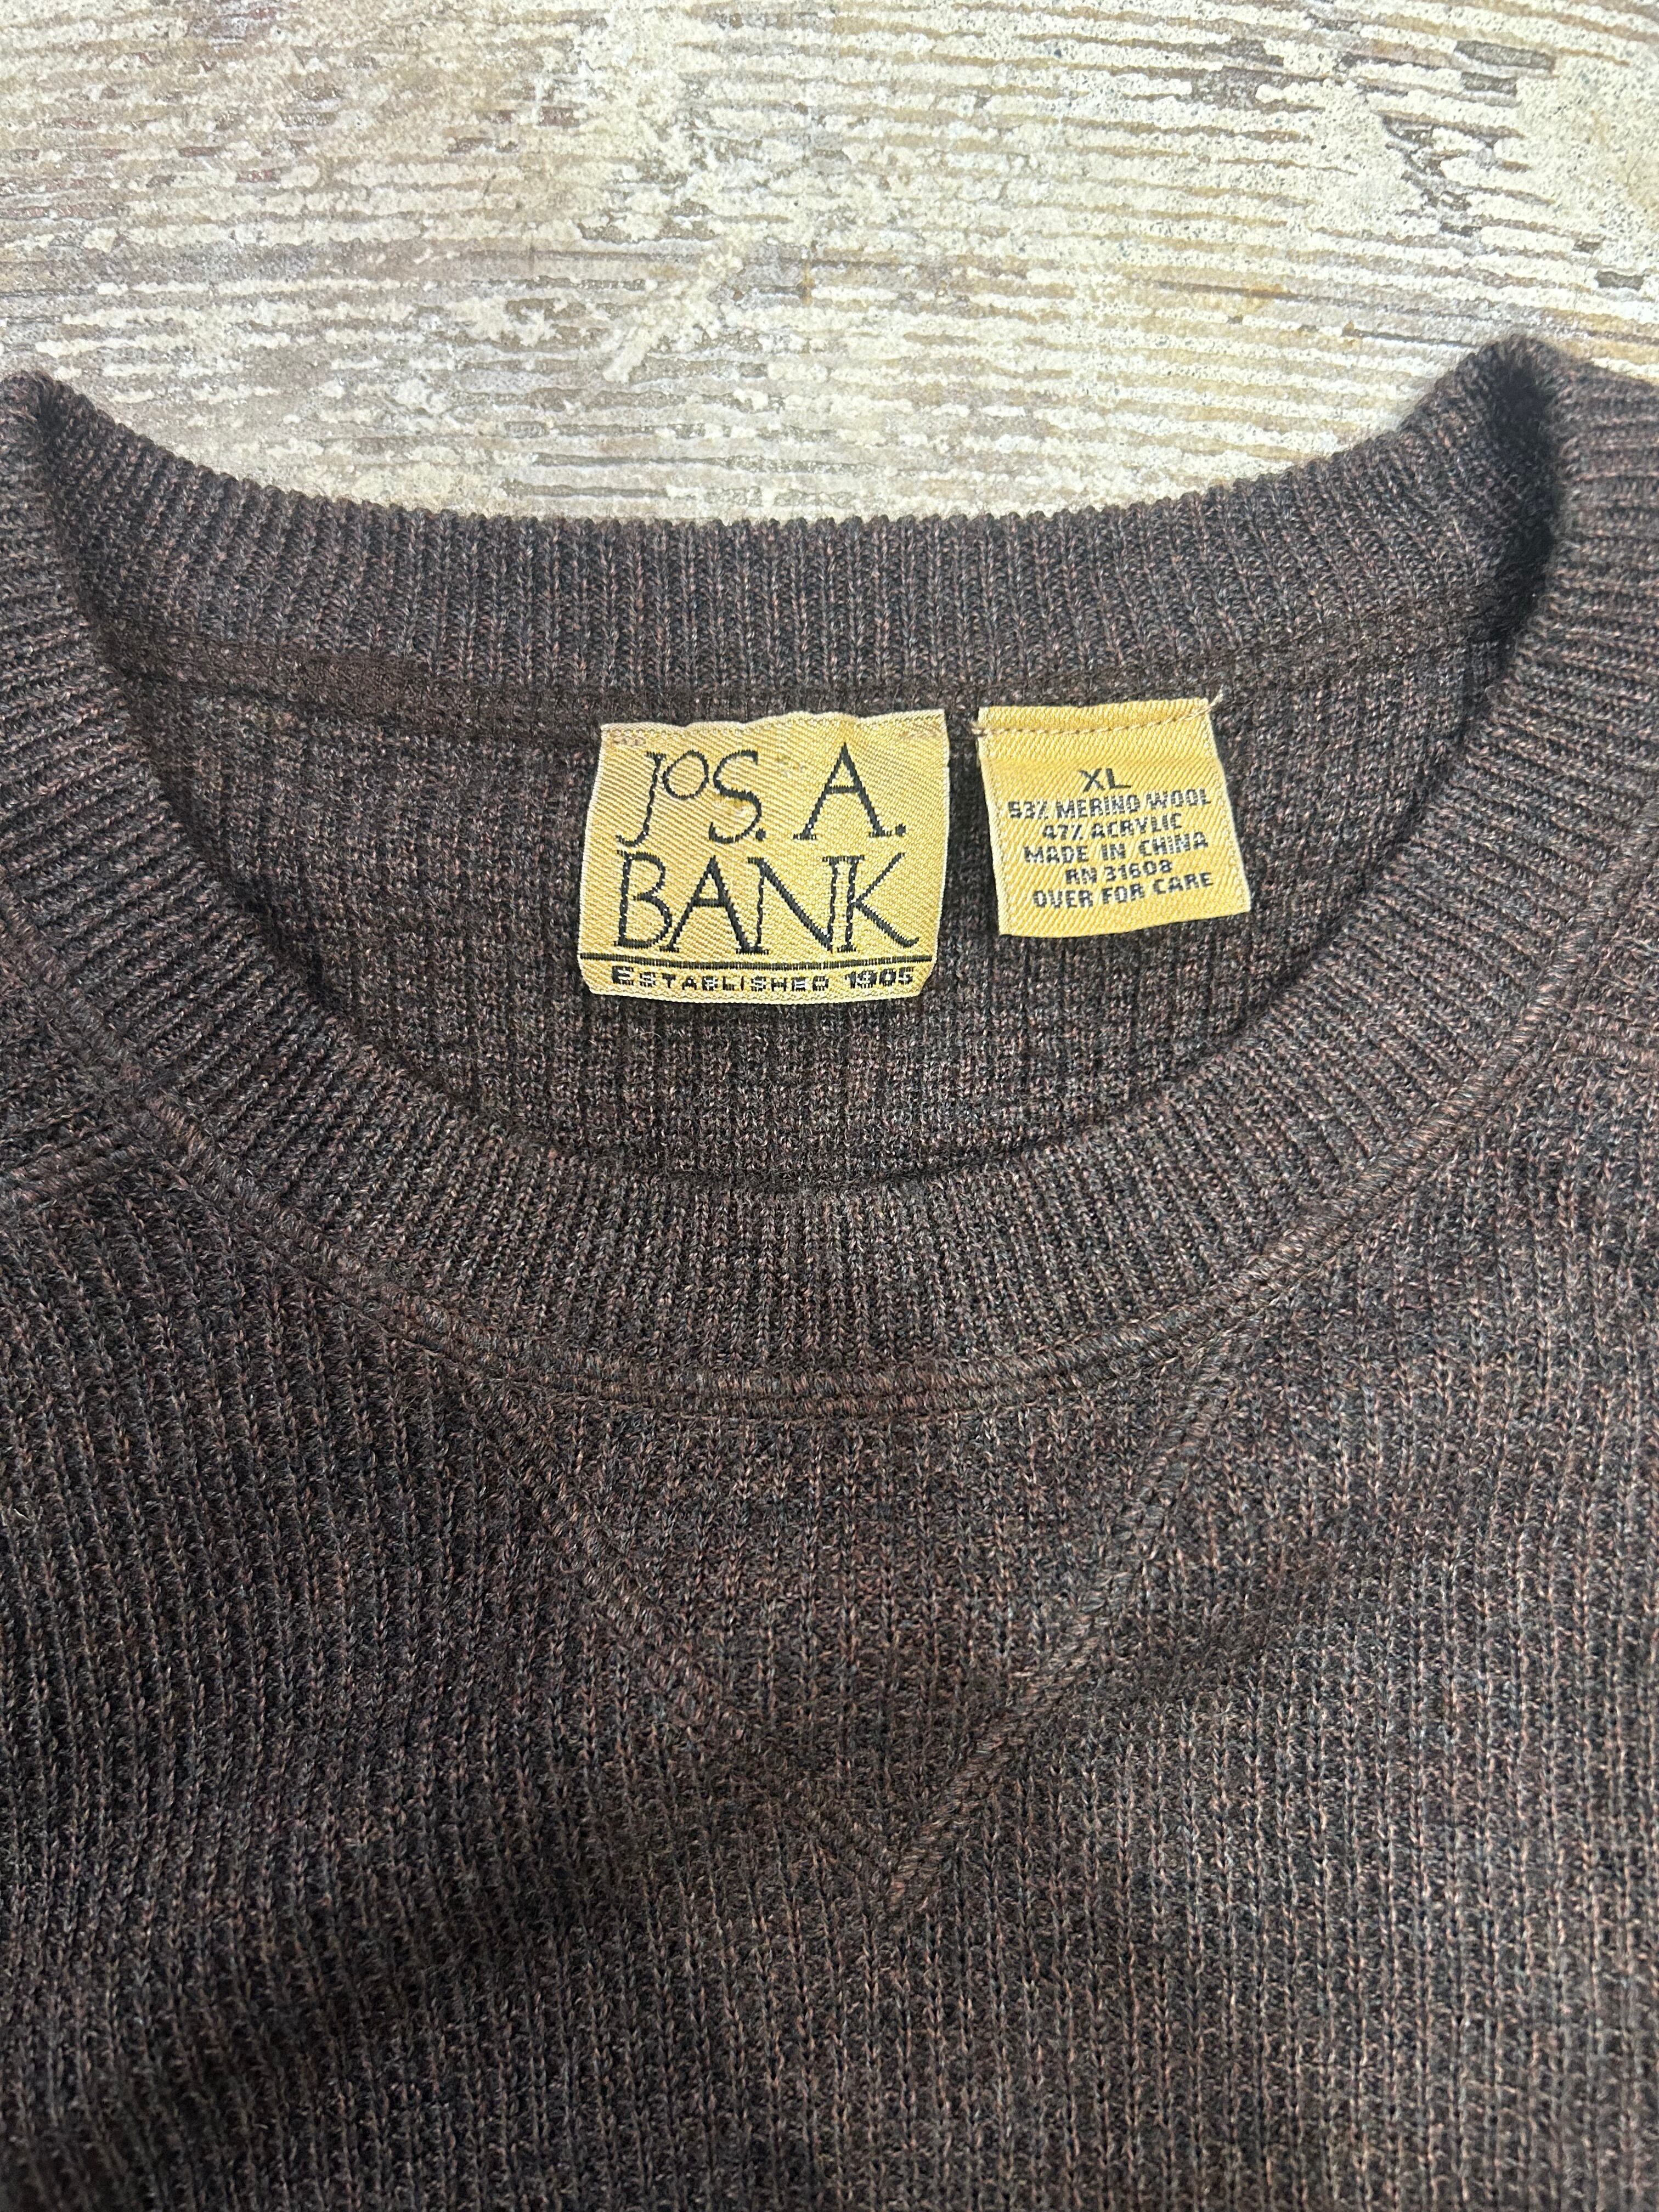 JoS. A.
BANK
ESTABLISHED 1905
XL
53% MERINO WOOL
47% ACRYLIC
MADE IN CHINA
RN 31608
OVER FOR CARE